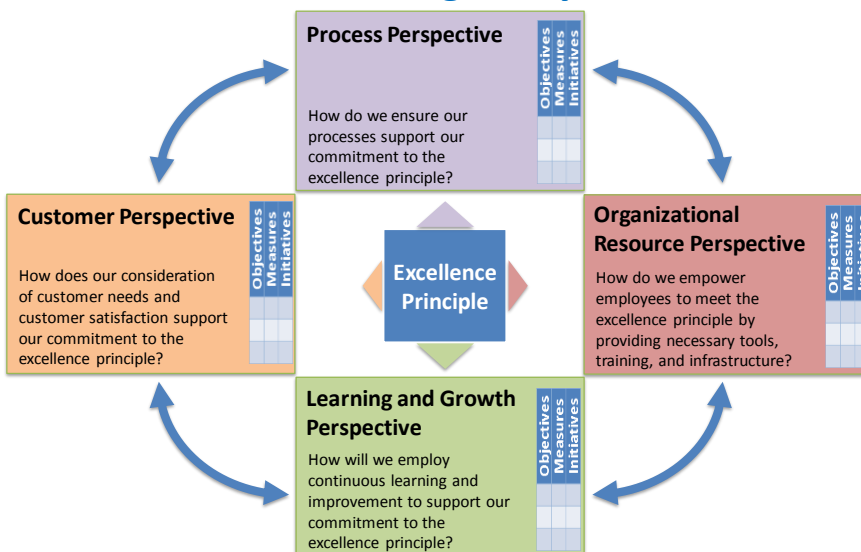 Process Perspective
Objectives
Measures
Initiatives
How do we ensure our
processes support our
commitment to the
excellence principle?
Customer Perspective
Objectives
Measures
Initiatives
How does our consideration
of customer needs and
customer satisfaction support
our commitment to the
excellence principle?
Excellence
Principle
Organizational
Resource Perspective
Objectives
Measures
How do we empower
employees to meet the
excellence principle by
providing necessary tools,
training, and infrastructure?
Learning and Growth
Perspective
Objectives
Measures
Initiatives
How will we employ
continuous learning and
improvement to support our
commitment to the
excellence principle?